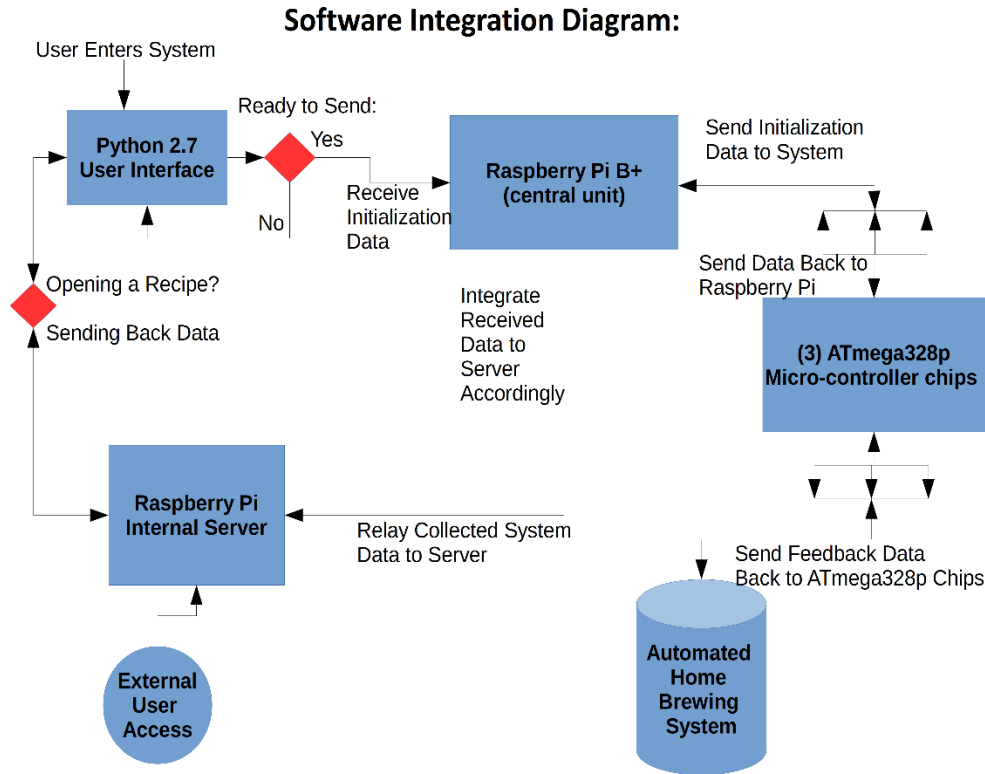 Software Integration Diagram:
User Enters System
Python 2.7
User Interface
Ready to Send:
Yes
No
Receive
Initialization
Data
Raspberry Pi B+
(central unit)
Send Initialization
Data to System
Opening a Recipe?
Sending Back Data
Integrate
Received
Data to
Server
Accordingly
Send Data Back to
Raspberry Pi
(3) ATmega328p
Micro-controller chips
Raspberry Pi
Internal Server
Relay Collected System
Data to Server
Send Feedback Data
Back to ATmega328p Chips
External
User
Access
Automated
Home
Brewing
System